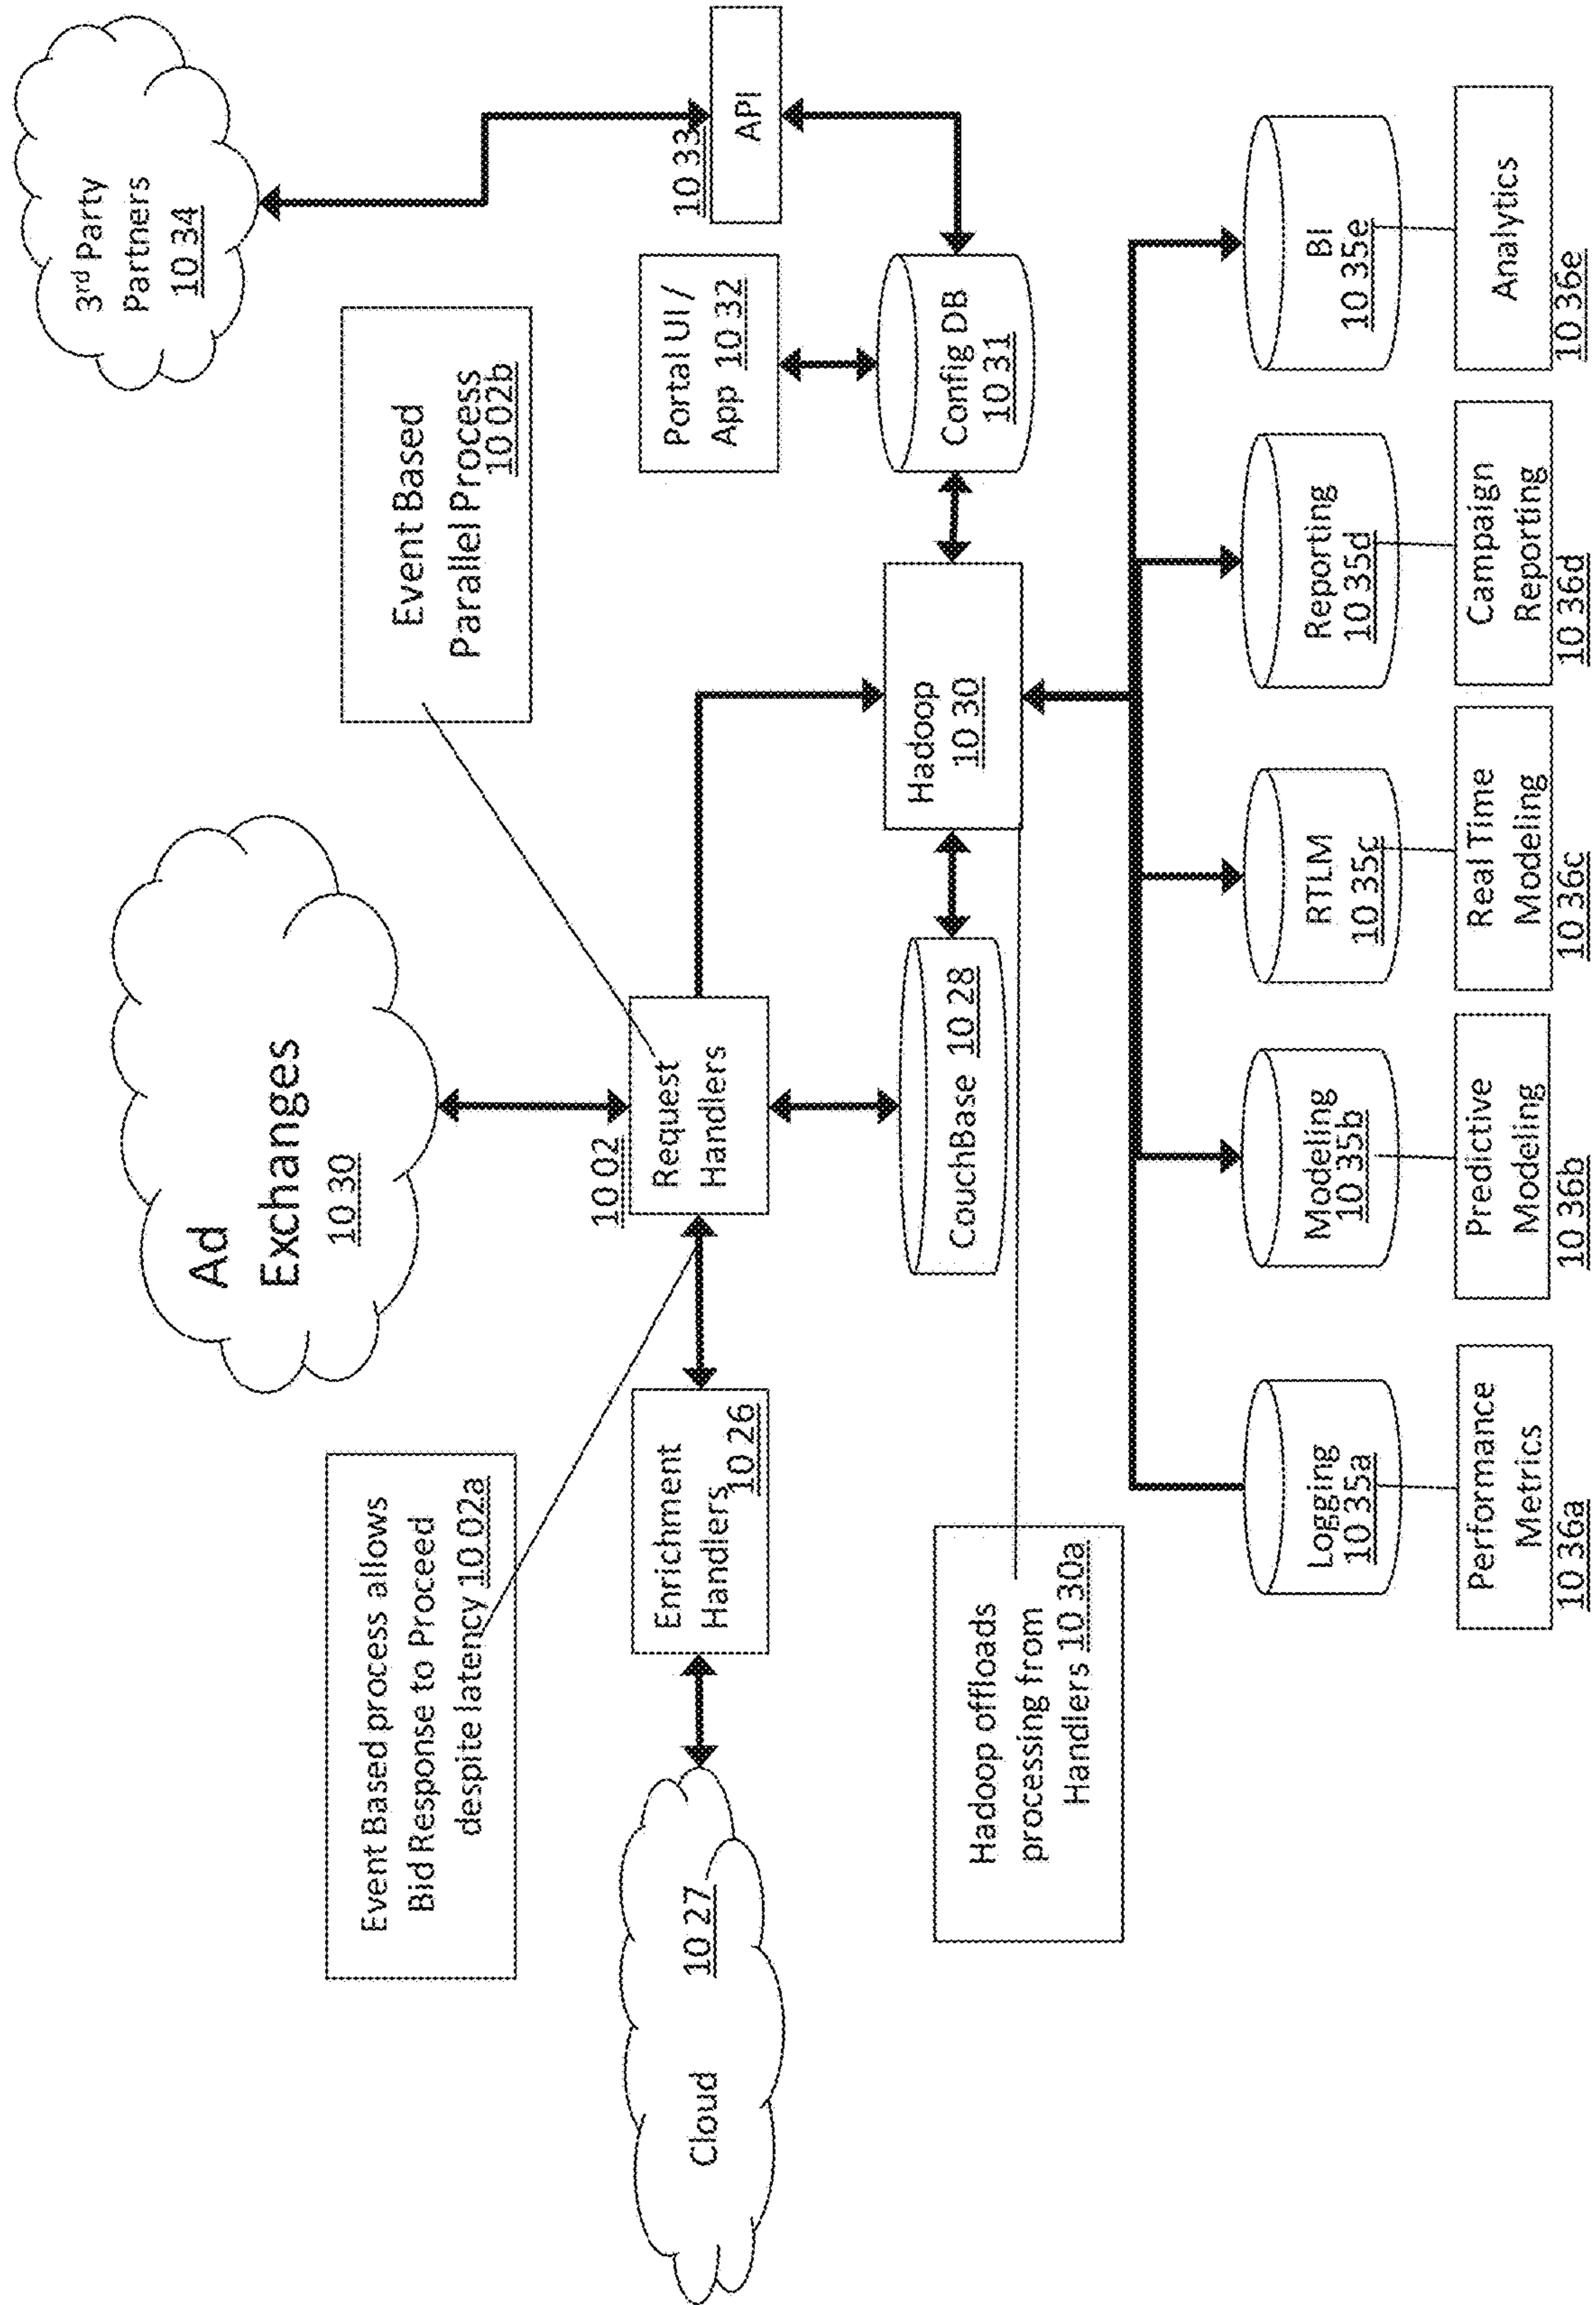 3rd Party
Partners
10 34
Ad
Exchanges
10 30
Event Based
Parallel Process
10 02b
Event Based process allows
Bid Response to Proceed
despite latency 10 02a
10 33
API
Portal UI /
App 10 32
10 02
Request
Handlers
Enrichment
Handlers
10 26
Cloud
10 27
CouchBase 10 28
Hadoop
10 30
Config DB
10 31
Hadoop offloads
processing from
Handlers 10 30a
Logging
10 35a
Modeling
10 35b
RTLM
10 35c
Reporting
10 35d
BI
10 35e
Performance
Metrics
10 36a
Predictive
Modeling
10 36b
Real Time
Modeling
10 36c
Campaign
Reporting
10 36d
Analytics
10 36e